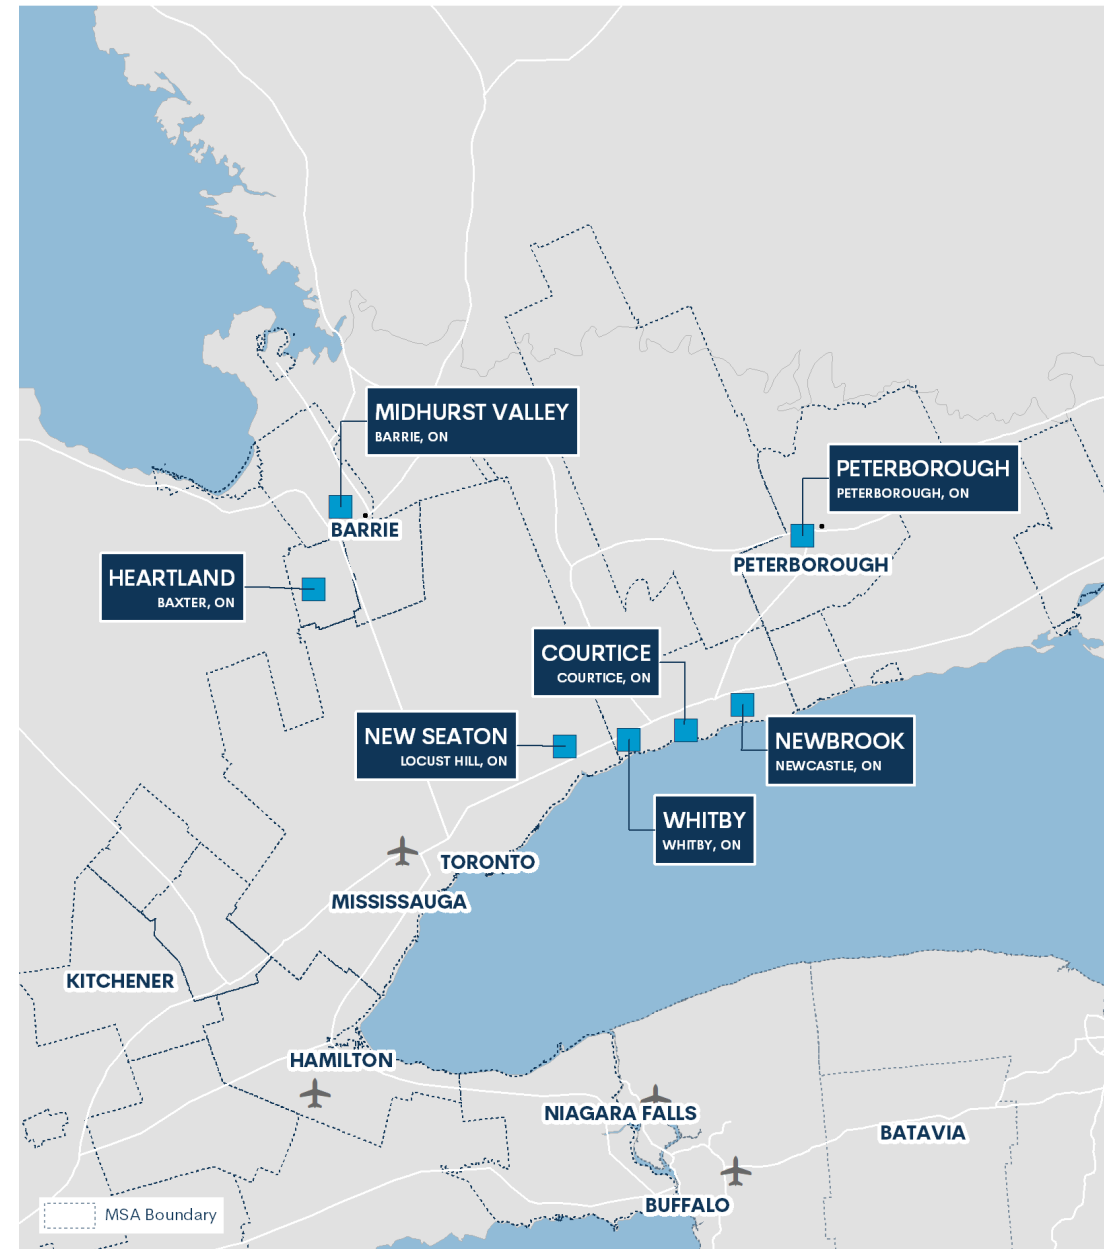 MIDHURST VALLEY
BARRIE, ON
PETERBOROUGH
PETERBOROUGH, ON
BARRIE
PETERBOROUGH
HEARTLAND
BAXTER, ON
COURTICE
COURTICE, ON
NEW SEATON
LOCUST HILL, ON
NEWBROOK
NEWCASTLE, ON
WHITBY
WHITBY, ON
TORONTO
MISSISSAUGA
KITCHENER
HAMILTON
NIAGARA FALLS
BATAVIA
BUFFALO
MSA Boundary